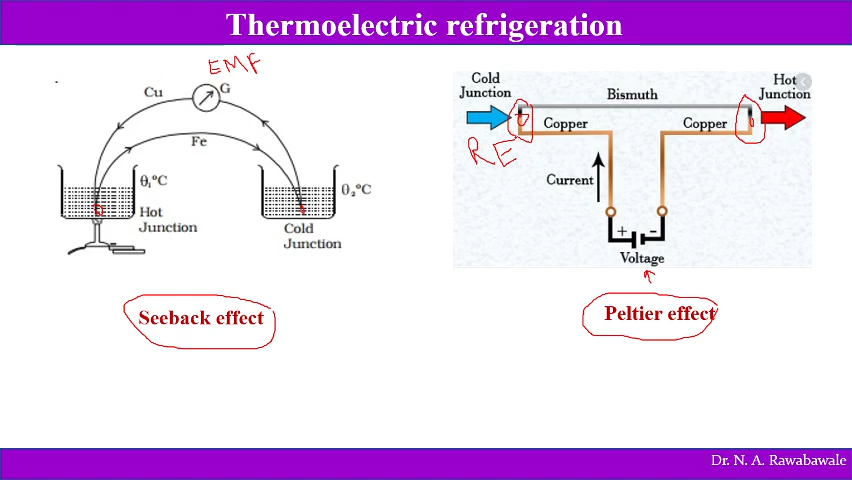 Thermoelectric refrigeration
EMF
Cu
G
Fe
θ₁°C
θ₂°C
Hot
Junction
Cold
Junction
Seeback effect
Cold
Junction
Hot
Junction
Bismuth
Copper
Copper
RE
Current
+
-
Voltage
Peltier effect
Dr. N. A. Rawabawale